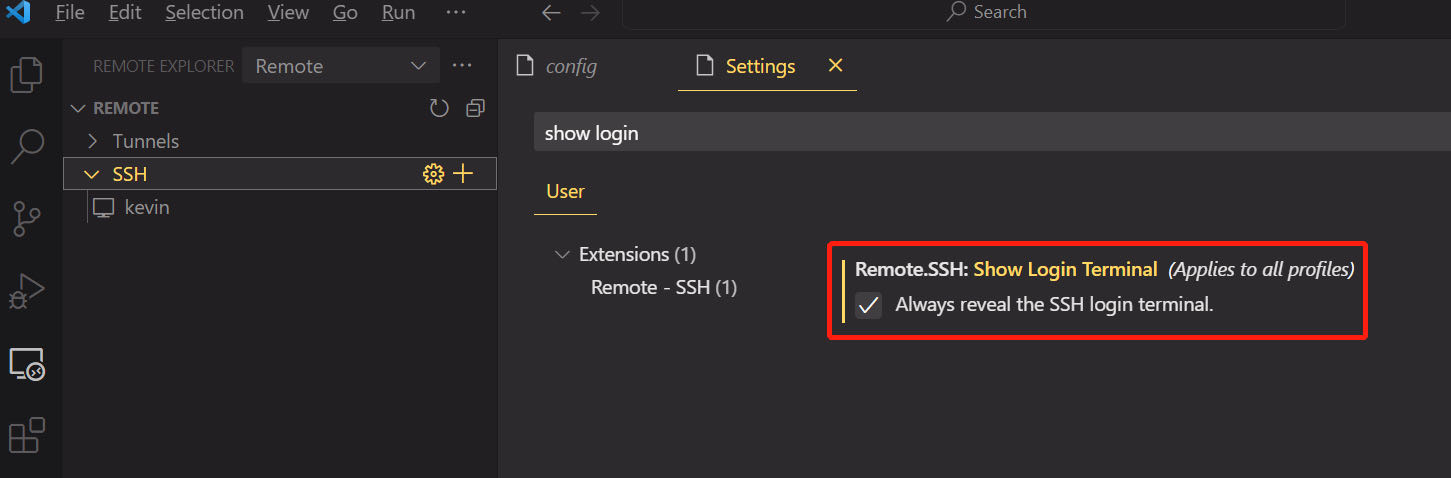 File Edit Selection View Go Run ··· Search
REMOTE EXPLORER Remote ···
config Settings
REMOTE
Tunnels
SSH
kevin
show login
User
Extensions (1)
Remote - SSH (1)
Remote.SSH: Show Login Terminal (Applies to all profiles)
Always reveal the SSH login terminal.